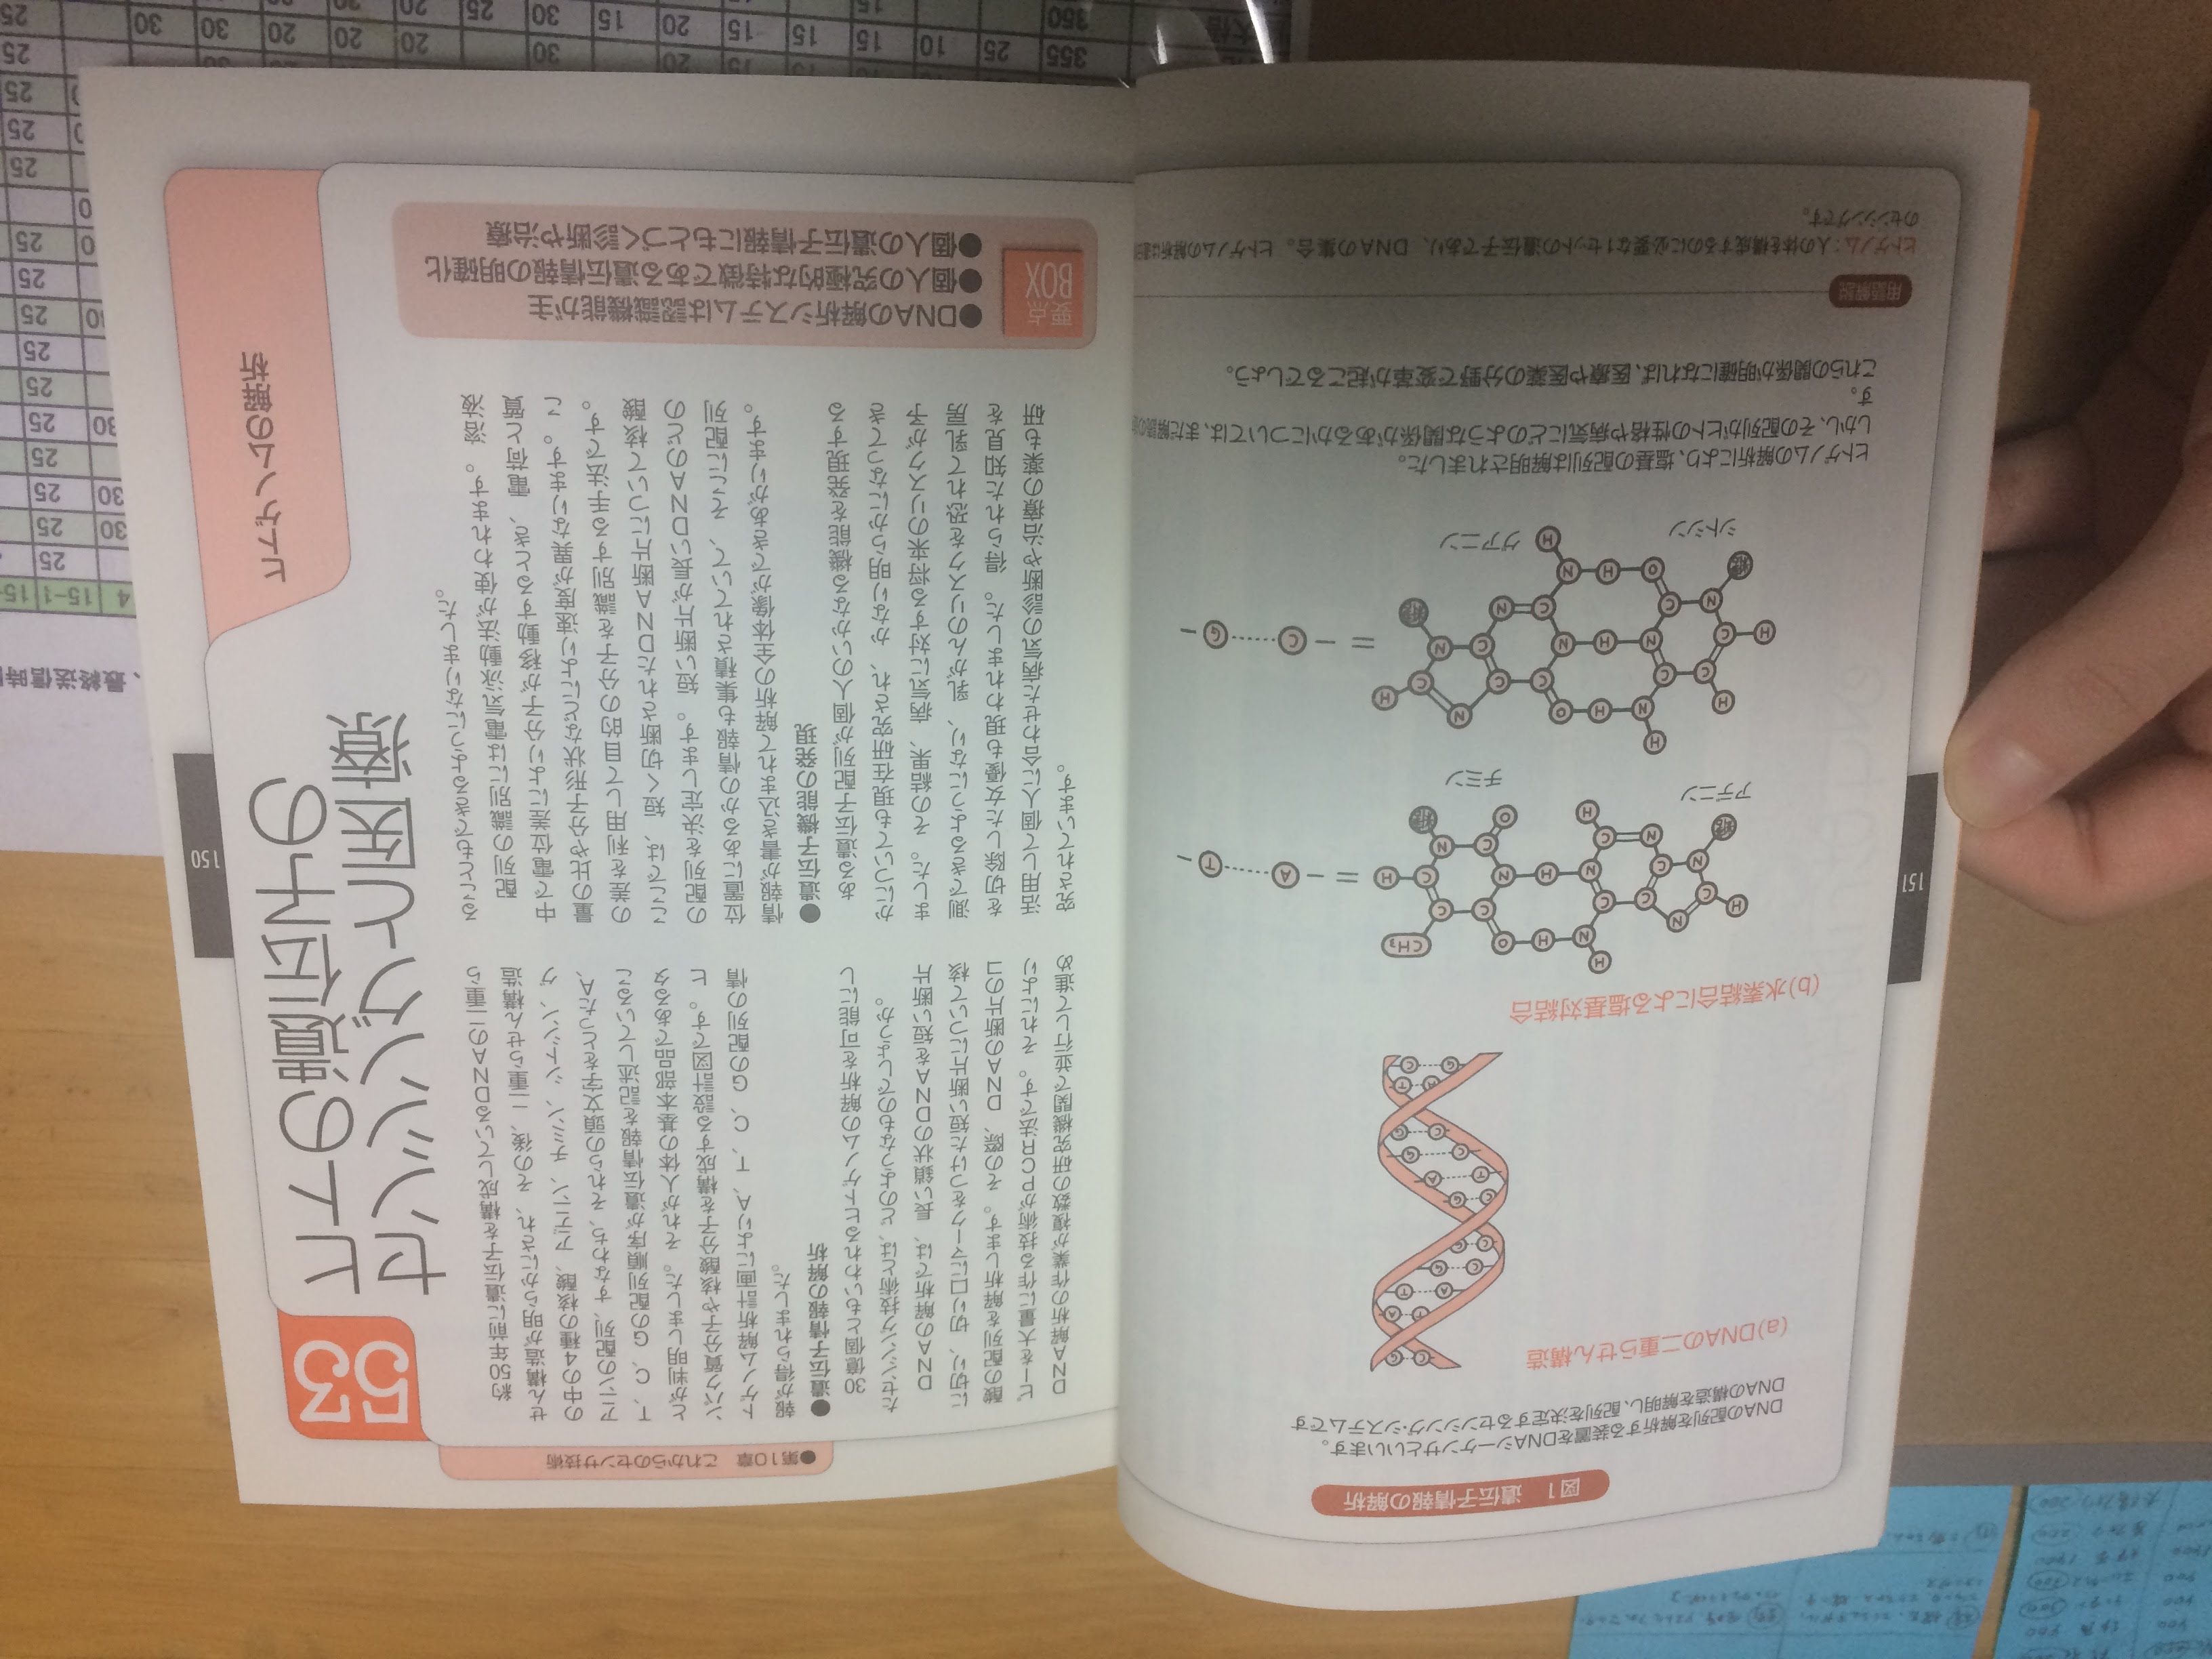 ●第10章 これからのセンサ技術
53
ヒトの遺伝子の
センシングと医療
ヒトゲノムの解析
150
約50年前に遺伝子を構成しているDNAの二重ら
せん構造が明らかにされ、その後、二重らせん構造
の中の4種の核酸、アデニン、チミン、シトシン、グ
アニンの配列、すなわち、それらの頭文字をとったA、
T、C、Gの配列順序が遺伝情報を記述しているこ
とが判明しました。それが人体の基本部品であるタ
ンパク質分子や核酸分子を構成する設計図です。ヒ
トゲノム解析計画によりA、T、C、Gの配列の情
報が得られました。
●遺伝子情報の解析
30億個ともいわれるヒトゲノムの解析を可能にし
たセンシング技術とは、どのようなものでしょうか。
DNAの解析では、長い鎖状のDNAを短い断片
に切り、切り口にマークをつけた短い断片について核
酸の配列を解析します。その際、DNAの断片のコ
ピーを大量に作る技術がPCR法です。それにより
DNA解析の作業が複数の研究機関で並行して進め
ることもできるようになりました。
配列の識別には電気泳動法が使われます。溶液
中で電位差により分子が移動するとき、電荷と質
量の比や分子形状などにより速度が異なります。こ
の差を利用して目的の分子を識別する手法です。
ここでは、短く切断されたDNA断片について核酸
の配列を決定します。短い断片が長いDNAのどの
位置にあるかの情報も集積されていて、そこに配列
情報が書き込まれて解析の全体像ができあがります。
●遺伝子機能の発現
ある遺伝子配列が個人のいかなる機能を発現する
かについても現在研究され、かなり明らかになってき
ました。その結果、病気に対する将来のリスクが予
測できるようになり、乳がんのリスクを恐れて乳房
を切除した女優も現われました。得られた知見を
活用して個人に合わせた病気の診断や治療の薬も研
究されています。
要点
BOX
●DNAの解析システムは認識機能が主
●個人の究極的な特徴である遺伝情報の明確化
●個人の遺伝子情報にもとづく診断や治療
図1 遺伝子情報の解析
DNAの配列を解析する装置をDNAシーケンサといいます。
DNAの構造を解明し、配列を決定するセンシング・システムです
(a)DNAの二重らせん構造
(b)水素結合による塩基対結合
CH3
= - A ······ T -
アデニン
チミン
= - C ······ G -
シトシン
グアニン
ヒトゲノムの解析により、塩基の配列は解明されました。
しかし、その配列がヒトの性格や病気にどのような関係があるかについては、まだ解読の
す。
これらの関係が明確になれば、医療や医薬の分野で変革が起こるでしょう。
用語解説
ヒトゲノム：人の体を構成するのに必要な1セットの遺伝子であり、DNAの集合。ヒトゲノムの解析は
のセンシングです。
151
、最終送信時
355 25 10 15 15 15 20 30 20 20 20 30
350